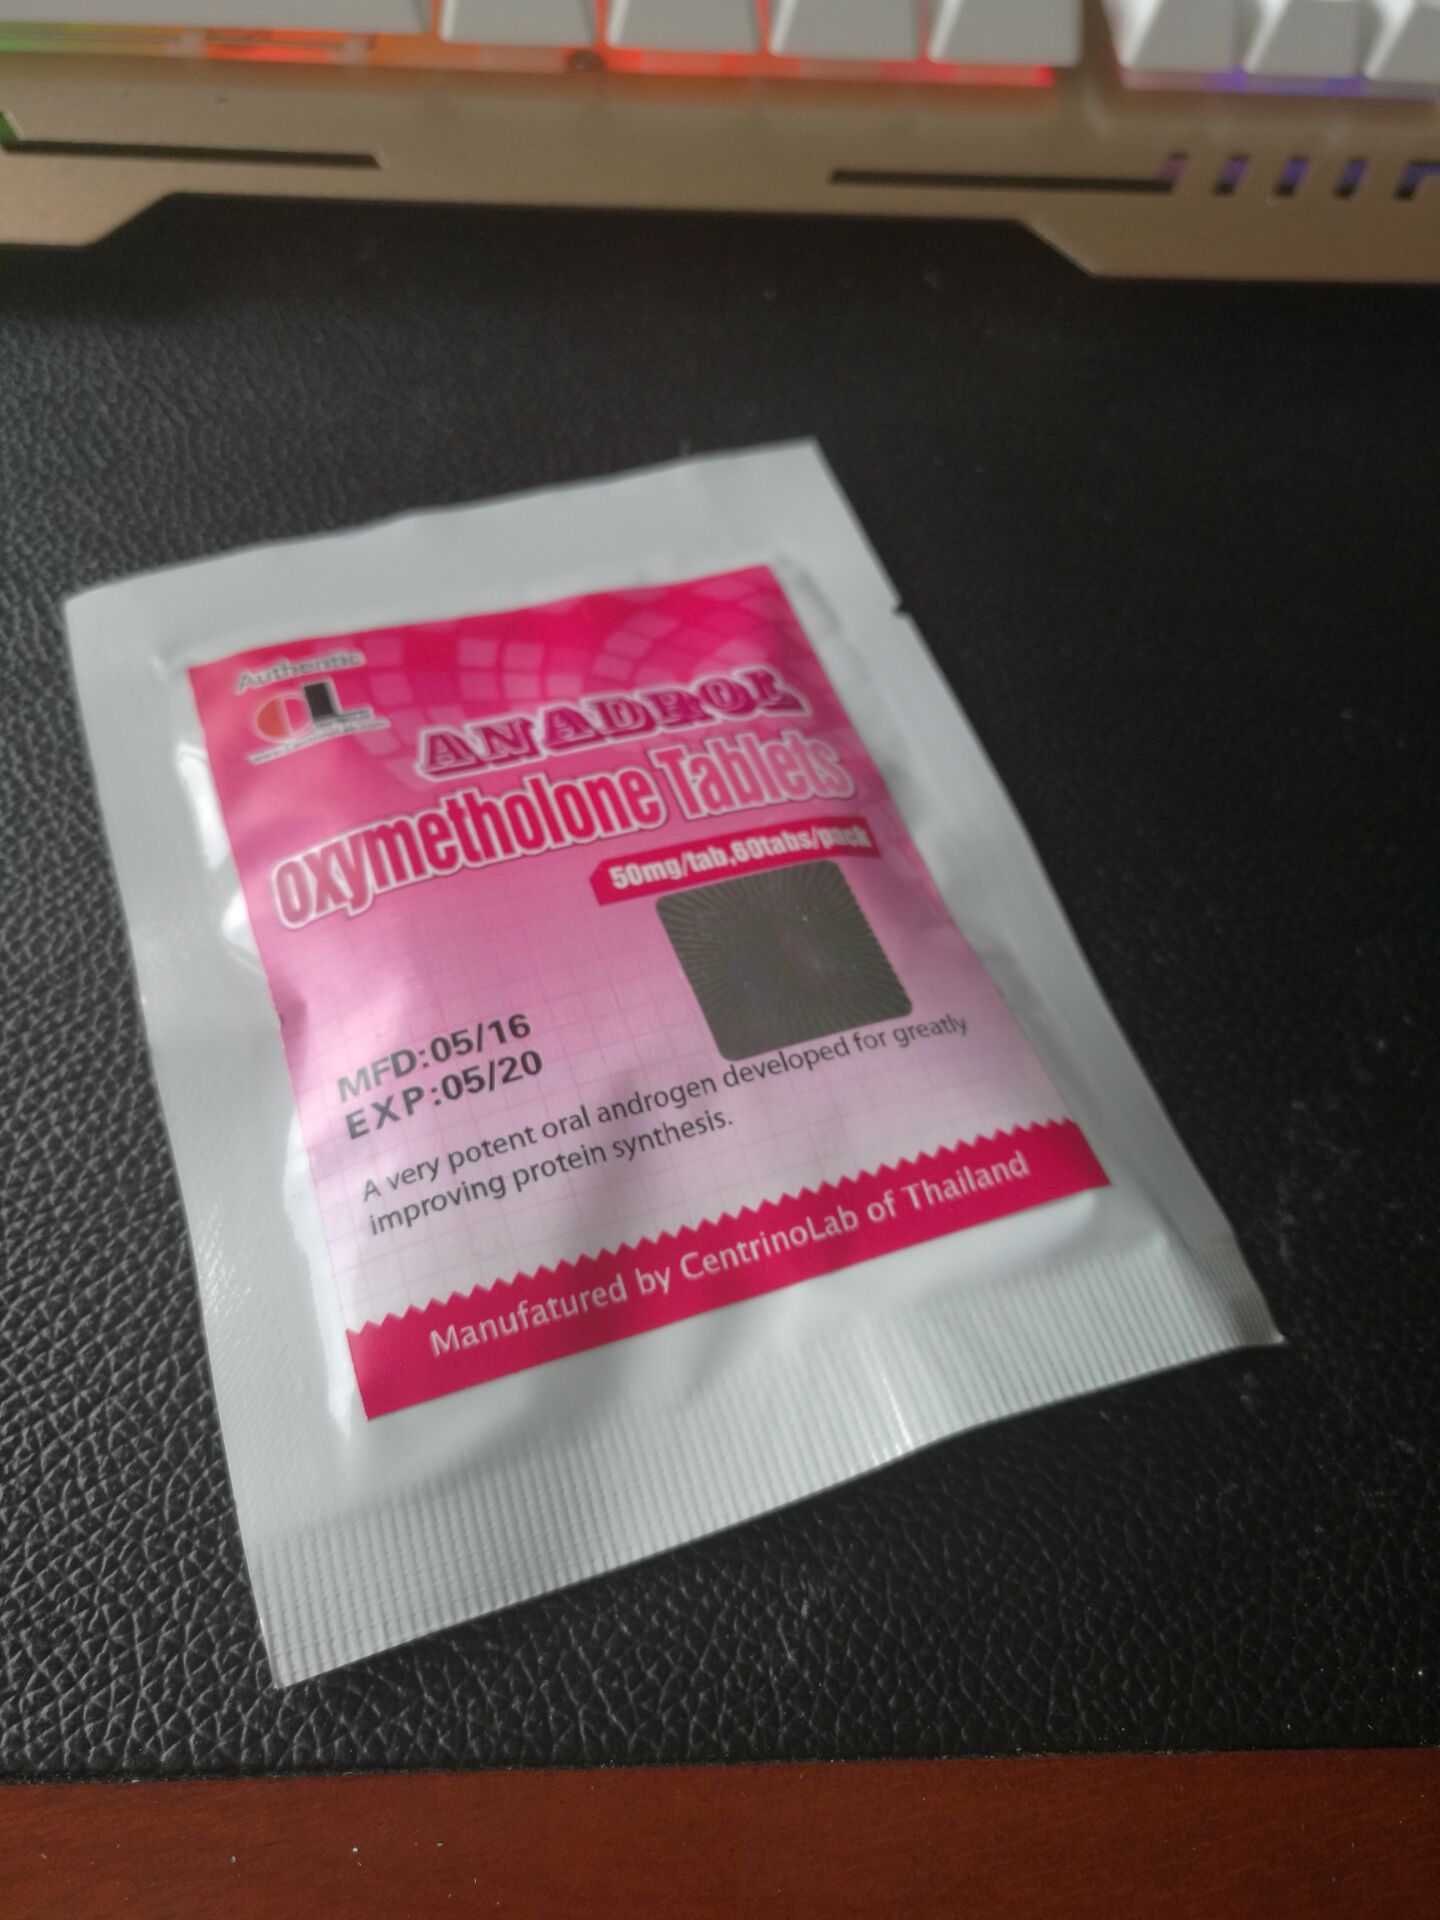 Authentic
CL
ANADROL
oxymetholone Tablets
50mg/tab,60tabs/pack
MFD:05/16
EXP:05/20
A very potent oral androgen developed for greatly
improving protein synthesis.
Manufatured by CentrinoLab of Thailand